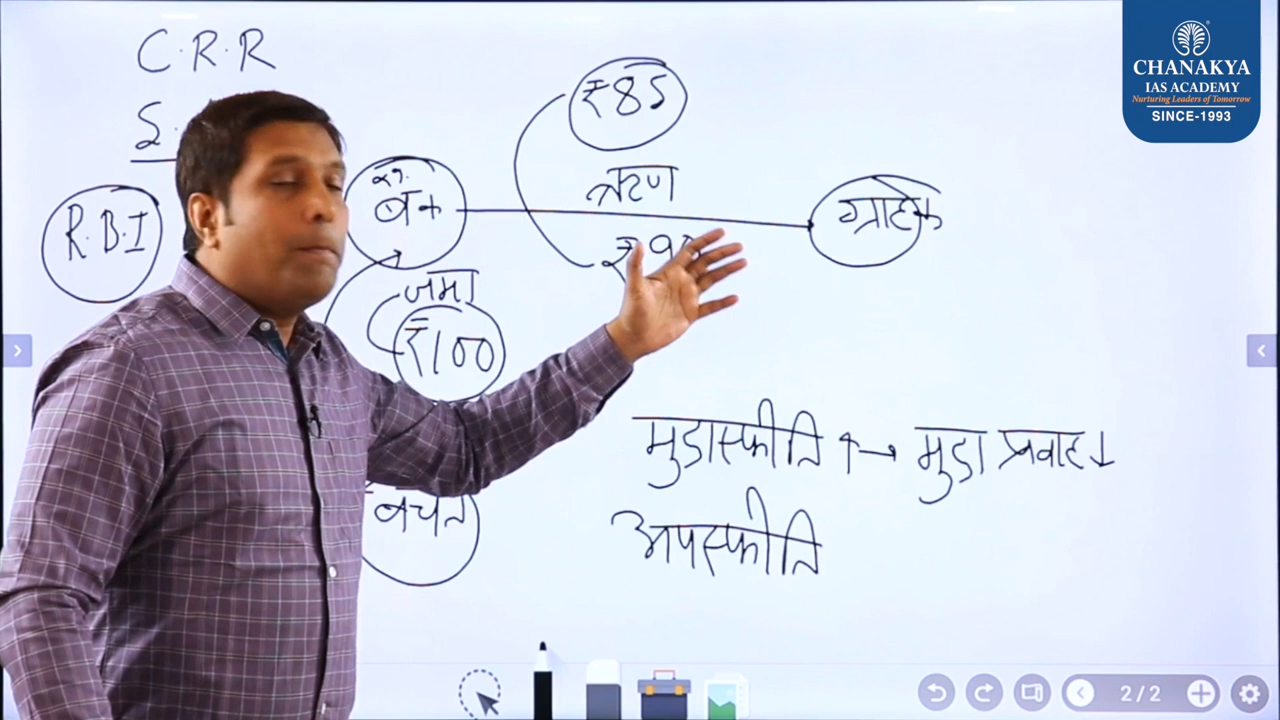 C.R.R
S.
R.B.I
बैंक
₹85
ऋण
ग्राहक
जमा
₹100
बचत
मुद्रास्फीति ↑→ मुद्रा प्रवाह↓
अपस्फीति
CHANAKYA
IAS ACADEMY
Nurturing Leaders of Tomorrow
SINCE-1993
2/2